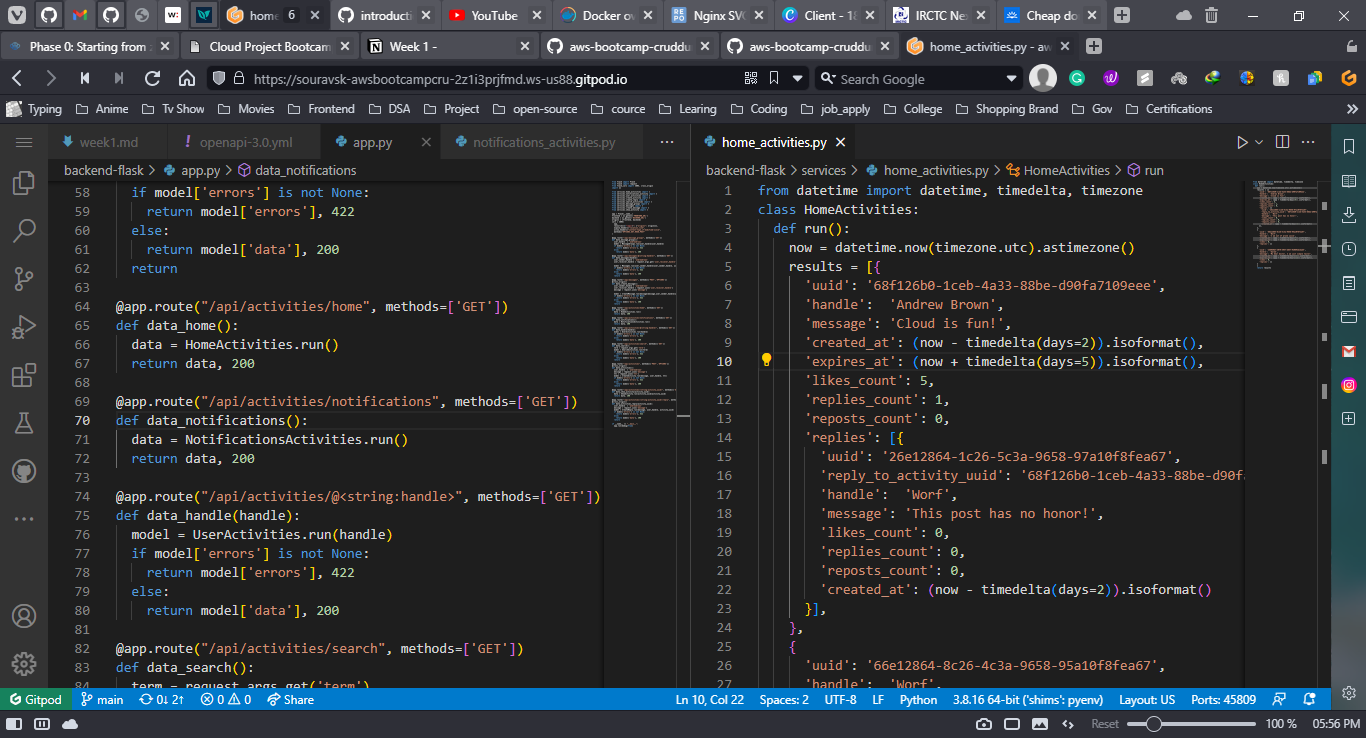 home 6
introducti
YouTube
Docker ov
Nginx SVG
Client - 18
IRCTC Nex
Cheap do
Phase 0: Starting from
Cloud Project Bootcam
Week 1 -
aws-bootcamp-cruddu
aws-bootcamp-cruddu
home_activities.py - aw
https://souravsk-awsbootcampcru-2z1i3prjfmd.ws-us88.gitpod.io
Search Google
Typing
Anime
Tv Show
Movies
Frontend
DSA
Project
open-source
cource
Learing
Coding
job_apply
College
Shopping Brand
Gov
Certifications
week1.md
openapi-3.0.yml
app.py
notifications_activities.py
backend-flask > app.py > data_notifications
58 if model['errors'] is not None:
59 return model['errors'], 422
60 else:
61 return model['data'], 200
62 return
63
64 @app.route("/api/activities/home", methods=['GET'])
65 def data_home():
66 data = HomeActivities.run()
67 return data, 200
68
69 @app.route("/api/activities/notifications", methods=['GET'])
70 def data_notifications():
71 data = NotificationsActivities.run()
72 return data, 200
73
74 @app.route("/api/activities/@<string:handle>", methods=['GET'])
75 def data_handle(handle):
76 model = UserActivities.run(handle)
77 if model['errors'] is not None:
78 return model['errors'], 422
79 else:
80 return model['data'], 200
81
82 @app.route("/api/activities/search", methods=['GET'])
83 def data_search():
84 term = request.args.get('term')
home_activities.py
backend-flask > services > home_activities.py > HomeActivities > run
1 from datetime import datetime, timedelta, timezone
2 class HomeActivities:
3 def run():
4 now = datetime.now(timezone.utc).astimezone()
5 results = [{
6 'uuid': '68f126b0-1ceb-4a33-88be-d90fa7109eee',
7 'handle': 'Andrew Brown',
8 'message': 'Cloud is fun!',
9 'created_at': (now - timedelta(days=2)).isoformat(),
10 'expires_at': (now + timedelta(days=5)).isoformat(),
11 'likes_count': 5,
12 'replies_count': 1,
13 'reposts_count': 0,
14 'replies': [{
15 'uuid': '26e12864-1c26-5c3a-9658-97a10f8fea67',
16 'reply_to_activity_uuid': '68f126b0-1ceb-4a33-88be-d90fa
17 'handle': 'Worf',
18 'message': 'This post has no honor!',
19 'likes_count': 0,
20 'replies_count': 0,
21 'reposts_count': 0,
22 'created_at': (now - timedelta(days=2)).isoformat()
23 }],
24 },
25 {
26 'uuid': '66e12864-8c26-4c3a-9658-95a10f8fea67',
27 'handle': 'Worf',
Gitpod
main
0↓ 2↑
0
0
Share
Ln 10, Col 22
Spaces: 2
UTF-8
LF
Python
3.8.16 64-bit ('shims': pyenv)
Layout: US
Ports: 45809
Reset
100 %
05:56 PM